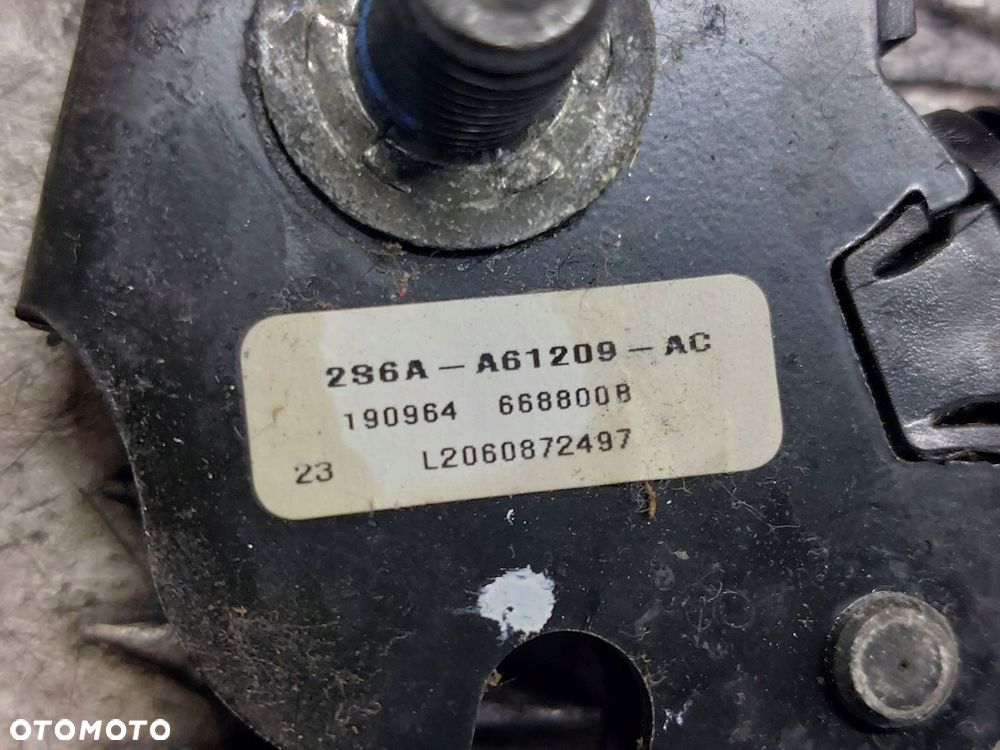 2S6A-A61209-AC
190964 668800B
23 L2060872497
OTOMOTO